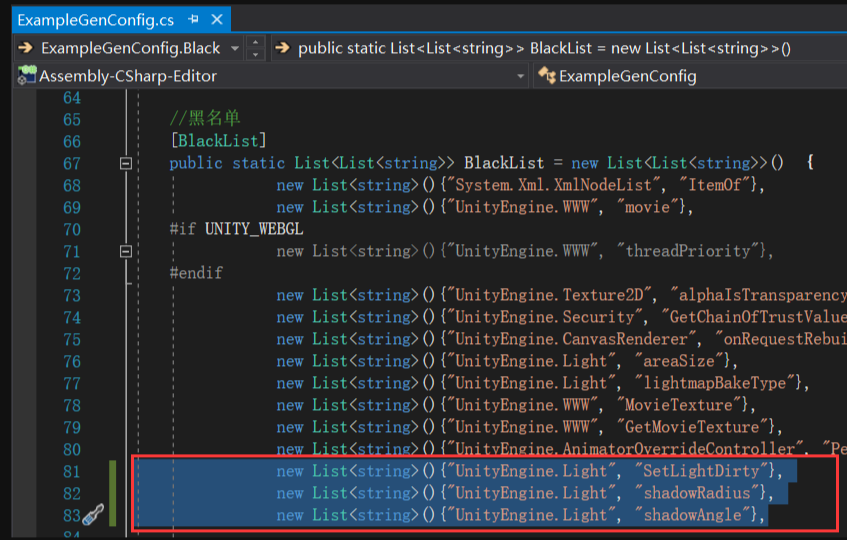 ExampleGenConfig.cs
ExampleGenConfig.Black public static List<List<string>> BlackList = new List<List<string>>()
Assembly-CSharp-Editor ExampleGenConfig
64
65 //黑名单
66 [BlackList]
67 public static List<List<string>> BlackList = new List<List<string>>() {
68 new List<string>(){"System.Xml.XmlNodeList", "ItemOf"},
69 new List<string>(){"UnityEngine.WWW", "movie"},
70 #if UNITY_WEBGL
71 new List<string>(){"UnityEngine.WWW", "threadPriority"},
72 #endif
73 new List<string>(){"UnityEngine.Texture2D", "alphaIsTransparency
74 new List<string>(){"UnityEngine.Security", "GetChainOfTrustValue
75 new List<string>(){"UnityEngine.CanvasRenderer", "onRequestRebui
76 new List<string>(){"UnityEngine.Light", "areaSize"},
77 new List<string>(){"UnityEngine.Light", "lightmapBakeType"},
78 new List<string>(){"UnityEngine.WWW", "MovieTexture"},
79 new List<string>(){"UnityEngine.WWW", "GetMovieTexture"},
80 new List<string>(){"UnityEngine.AnimatorOverrideController", "Pe
81 new List<string>(){"UnityEngine.Light", "SetLightDirty"},
82 new List<string>(){"UnityEngine.Light", "shadowRadius"},
83 new List<string>(){"UnityEngine.Light", "shadowAngle"},